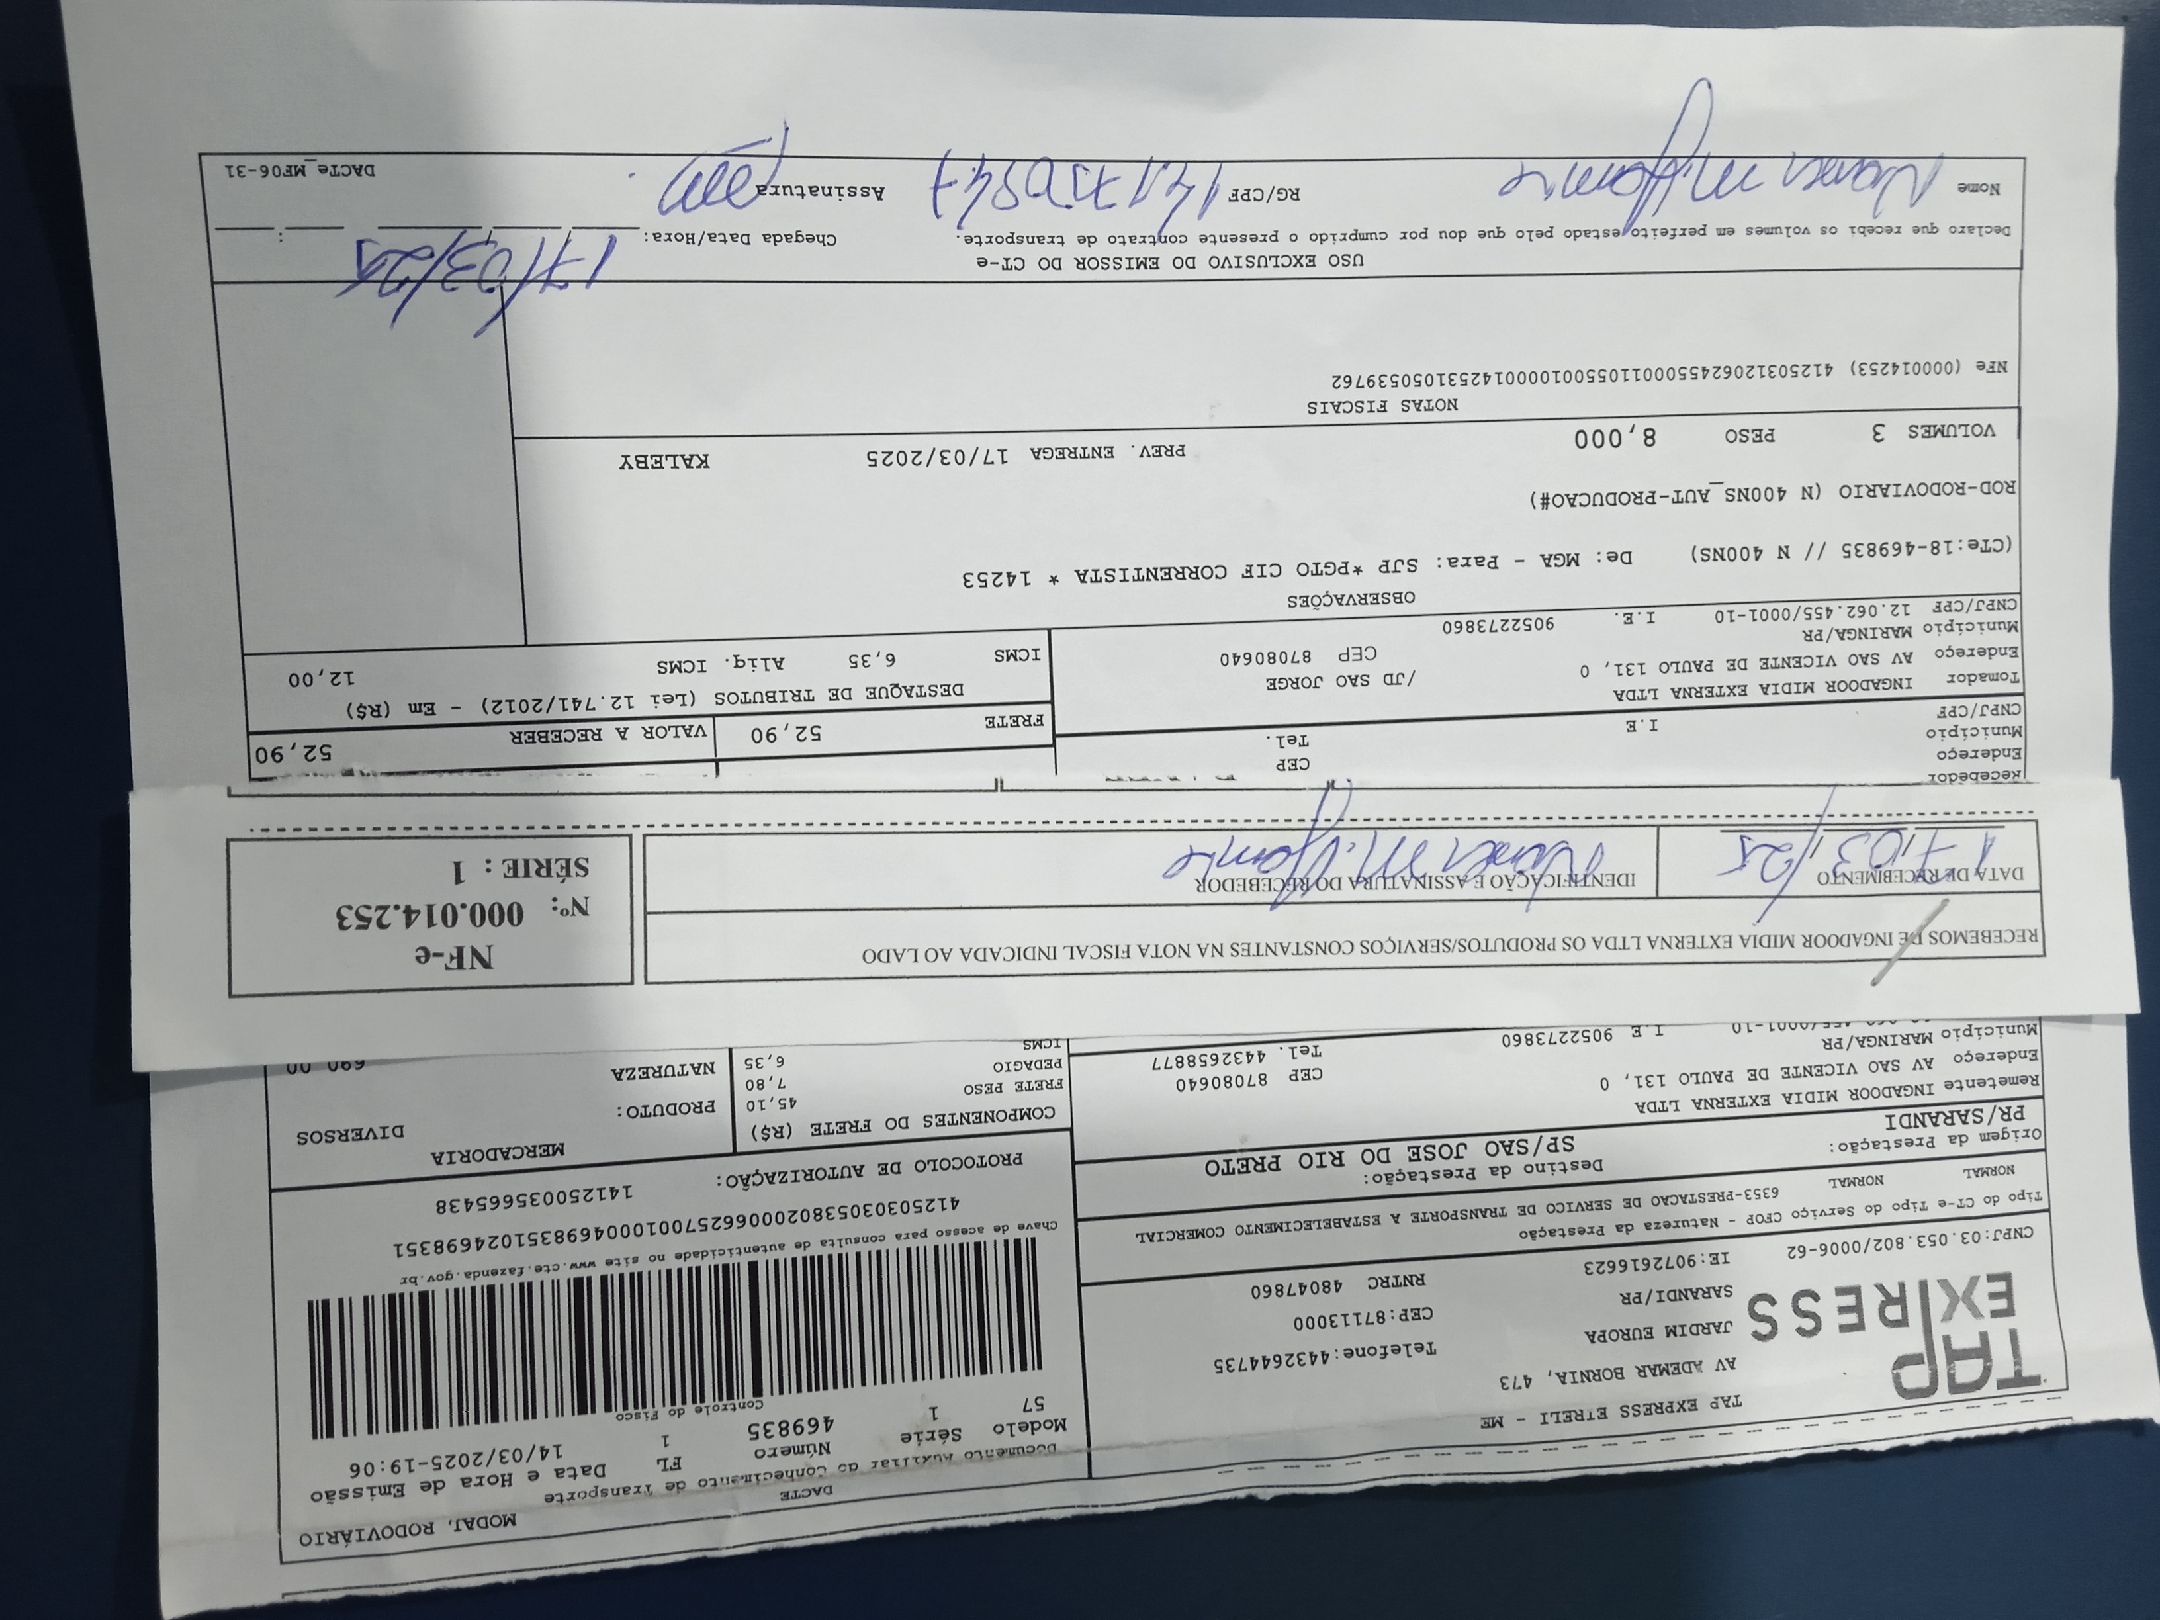 MODAL RODOVIÁRIO
DACTE
Documento Auxiliar do Conhecimento de Transporte
Modelo Série Número FL Data e Hora de Emissão
57 1 469835 1 14/03/2025-19:06
Controle do Fisco
TAP
EXPRESS
TAP EXPRESS EIRELI - ME
AV ADEMAR BORNIA, 473
JARDIM EUROPA Telefone:4432644735
SARANDI/PR CEP:87113000
CNPJ:03.053.802/0006-62 IE:9072616623 RNTRC 48047860
Chave de acesso para consulta de autenticidade no site www.cte.fazenda.gov.br
41250303053802000662570010004698351024698351
PROTOCOLO DE AUTORIZAÇÃO: 141250035665438
Tipo do CT-e Tipo do Serviço CFOP - Natureza da Prestação
NORMAL NORMAL 6353-PRESTACAO DE SERVICO DE TRANSPORTE A ESTABELECIMENTO COMERCIAL
Origem da Prestação: Destino da Prestação:
PR/SARANDI SP/SAO JOSE DO RIO PRETO
Remetente INGADOOR MIDIA EXTERNA LTDA
Endereço AV SAO VICENTE DE PAULO 131, 0 CEP 87080640
Município MARINGA/PR Tel. 4432658877
I.E 9052273860
COMPONENTES DO FRETE (R$)
FRETE PESO 45,10
PEDAGIO 7,80
ICMS 6,35
MERCADORIA
PRODUTO: DIVERSOS
NATUREZA
RECEBEMOS DE INGADOOR MIDIA EXTERNA LTDA OS PRODUTOS/SERVIÇOS CONSTANTES NA NOTA FISCAL INDICADA AO LADO
DATA DE RECEBIMENTO IDENTIFICAÇÃO E ASSINATURA DO RECEBEDOR
17/03/25
NF-e
Nº: 000.014.253
SÉRIE : 1
Recebedor
Endereço CEP
Município Tel.
CNPJ/CPF I.E
FRETE 52,90 VALOR A RECEBER 52,90
Tomador INGADOOR MIDIA EXTERNA LTDA
Endereço AV SAO VICENTE DE PAULO 131, 0 /JD SAO JORGE
Município MARINGA/PR CEP 87080640
CNPJ/CPF 12.062.455/0001-10 I.E. 9052273860
DESTAQUE DE TRIBUTOS (Lei 12.741/2012) - Em (R$)
ICMS 6,35 Aliq. ICMS 12,00
OBSERVAÇÕES
(CTe:18-469835 // N 400NS) De: MGA - Para: SJP *PGTO CIF CORRENTISTA * 14253
ROD-RODOVIARIO (N 400NS_AUT-PRODUCAO#)
VOLUMES 3 PESO 8,000 PREV. ENTREGA 17/03/2025 KALEBY
NOTAS FISCAIS
NFe (000014253) 41250312062455000110550010000142531050539762
USO EXCLUSIVO DO EMISSOR DO CT-e
Declaro que recebi os volumes em perfeito estado pelo que dou por cumprido o presente contrato de transporte.
Chegada Data/Hora: 17/03/25
Nome RG/CPF Assinatura
DACTE_MF06-31